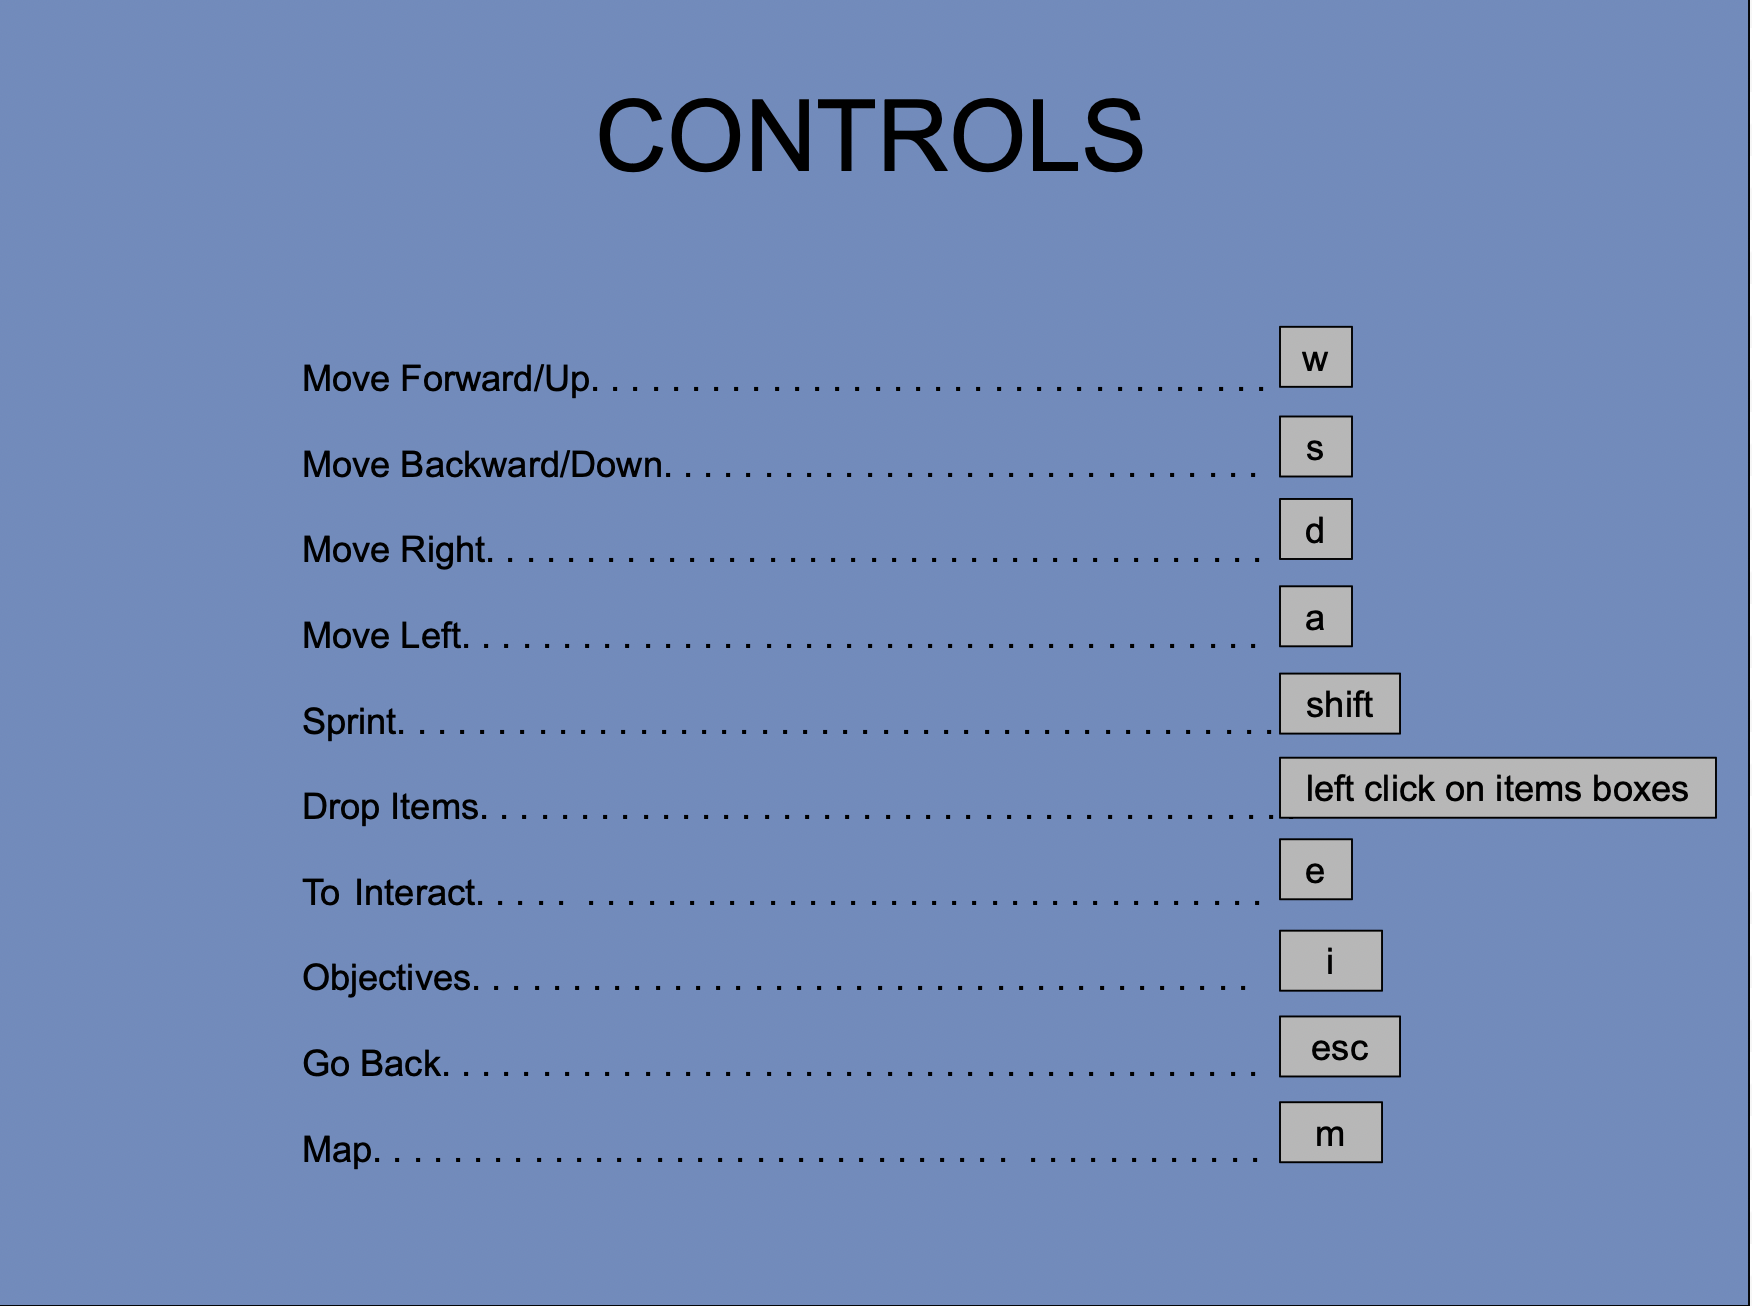 CONTROLS
Move Forward/Up. . . . . . . . . . . . . . . . . . . . . . . . . . . . . . . . . . w
Move Backward/Down. . . . . . . . . . . . . . . . . . . . . . . . . . . . . . s
Move Right. . . . . . . . . . . . . . . . . . . . . . . . . . . . . . . . . . . . . . . d
Move Left. . . . . . . . . . . . . . . . . . . . . . . . . . . . . . . . . . . . . . . . a
Sprint. . . . . . . . . . . . . . . . . . . . . . . . . . . . . . . . . . . . . . . . . . . . shift
Drop Items. . . . . . . . . . . . . . . . . . . . . . . . . . . . . . . . . . . . . . . . . left click on items boxes
To Interact. . . . . . . . . . . . . . . . . . . . . . . . . . . . . . . . . . . . . . . e
Objectives. . . . . . . . . . . . . . . . . . . . . . . . . . . . . . . . . . . . . . . i
Go Back. . . . . . . . . . . . . . . . . . . . . . . . . . . . . . . . . . . . . . . . . esc
Map. . . . . . . . . . . . . . . . . . . . . . . . . . . . . . . . . . . . . . . . . . . . m